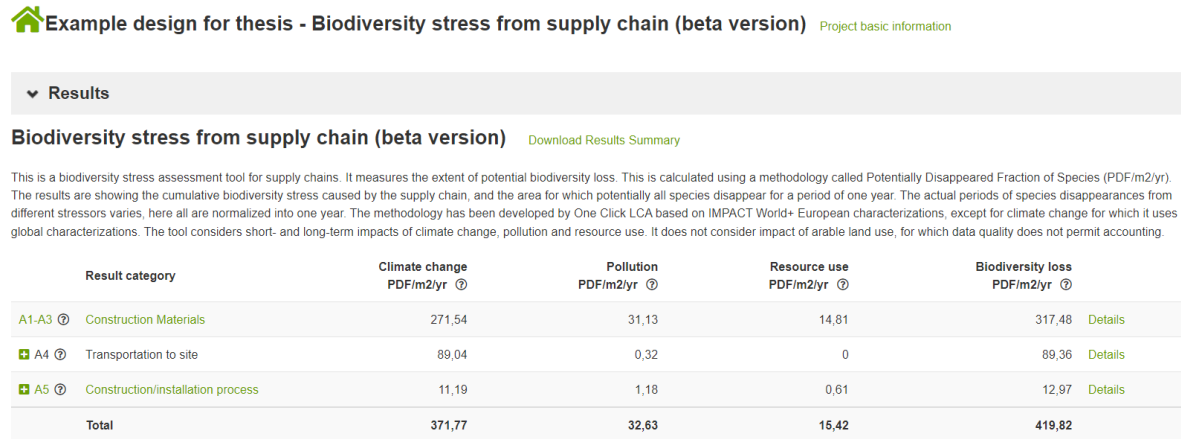 Example design for thesis - Biodiversity stress from supply chain (beta version) Project basic information
Results
Biodiversity stress from supply chain (beta version) Download Results Summary
This is a biodiversity stress assessment tool for supply chains. It measures the extent of potential biodiversity loss. This is calculated using a methodology called Potentially Disappeared Fraction of Species (PDF/m2/yr).
The results are showing the cumulative biodiversity stress caused by the supply chain, and the area for which potentially all species disappear for a period of one year. The actual periods of species disappearances from
different stressors varies, here all are normalized into one year. The methodology has been developed by One Click LCA based on IMPACT World+ European characterizations, except for climate change for which it uses
global characterizations. The tool considers short- and long-term impacts of climate change, pollution and resource use. It does not consider impact of arable land use, for which data quality does not permit accounting.
Result category Climate change PDF/m2/yr ? Pollution PDF/m2/yr ? Resource use PDF/m2/yr ? Biodiversity loss PDF/m2/yr ?
A1-A3 ? Construction Materials 271,54 31,13 14,81 317,48 Details
+ A4 ? Transportation to site 89,04 0,32 0 89,36 Details
+ A5 ? Construction/installation process 11,19 1,18 0,61 12,97 Details
Total 371,77 32,63 15,42 419,82